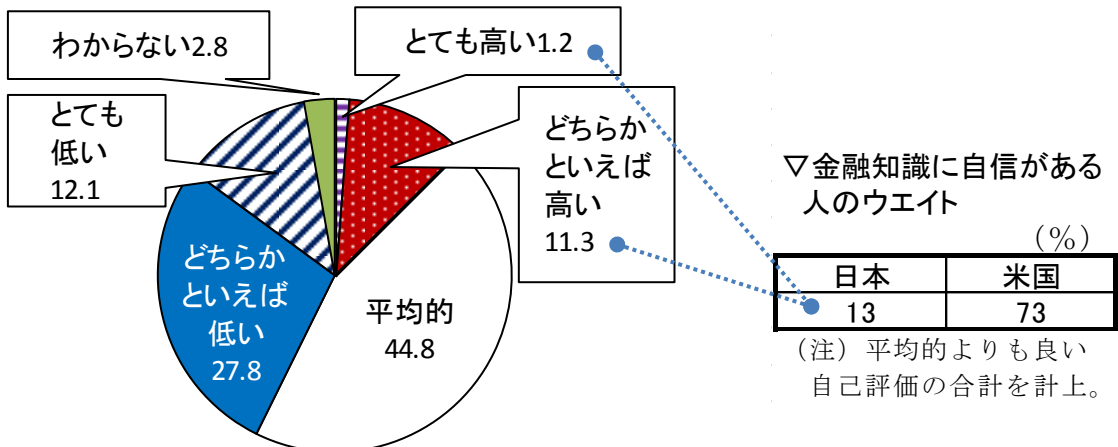 わからない2.8
とても高い1.2
とても
低い
12.1
どちらか
といえば
高い
11.3
どちらか
といえば
低い
27.8
平均的
44.8
▽金融知識に自信がある
人のウエイト
(％)
日本 米国
13 73
(注) 平均的よりも良い
自己評価の合計を計上。